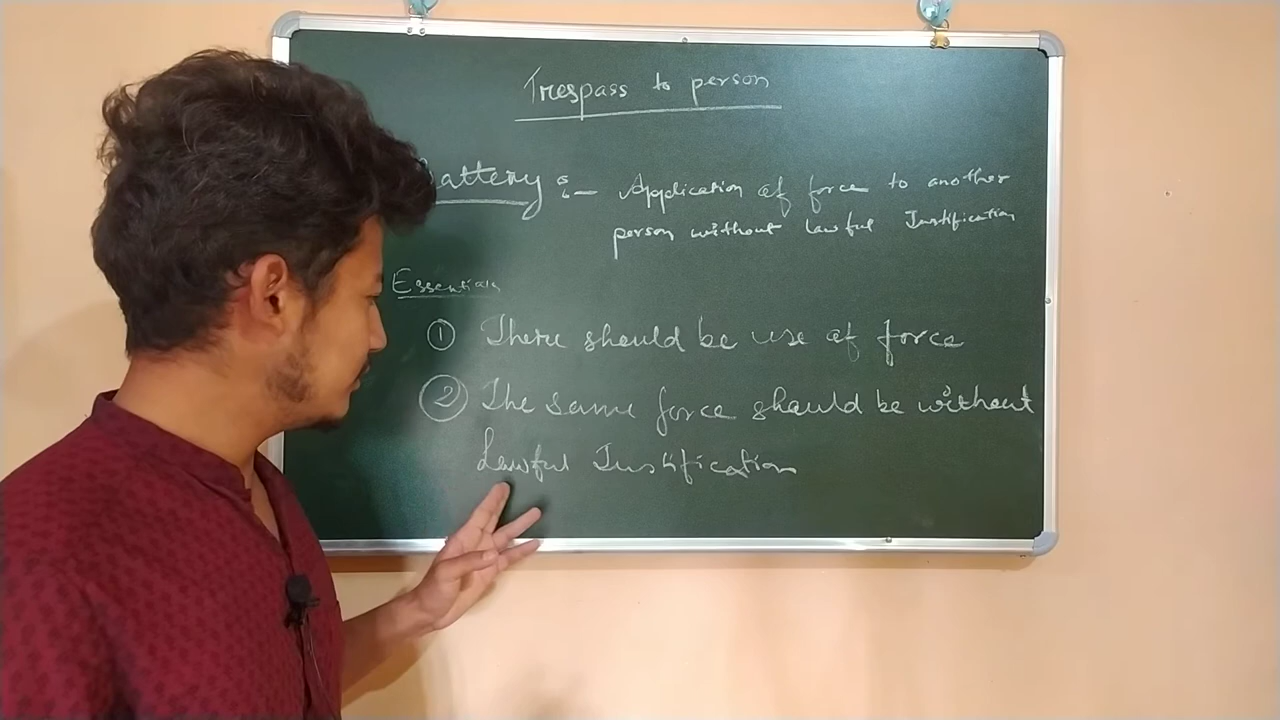 Trespass to person
Battery :- Application of force to another
person without lawful Justification
Essentials
① There should be use of force
② The same force should be without
Lawful Justification